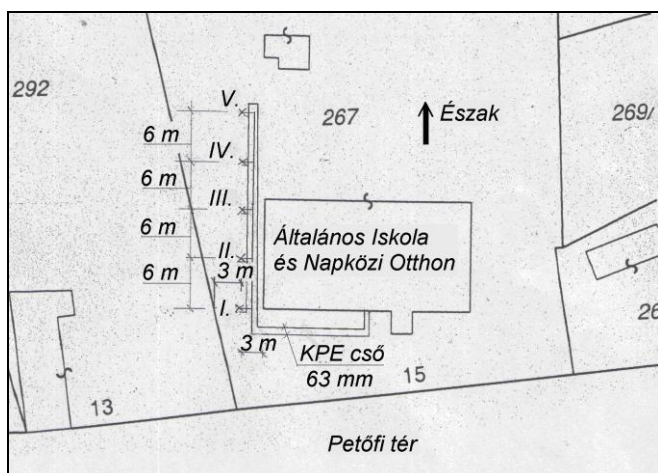 292
V.
267
Észak
269/
6 m
IV.
6 m
III.
6 m
Általános Iskola
és Napközi Otthon
II.
6 m
3 m
I.
26
3 m
KPE cső
63 mm
15
13
Petőfi tér